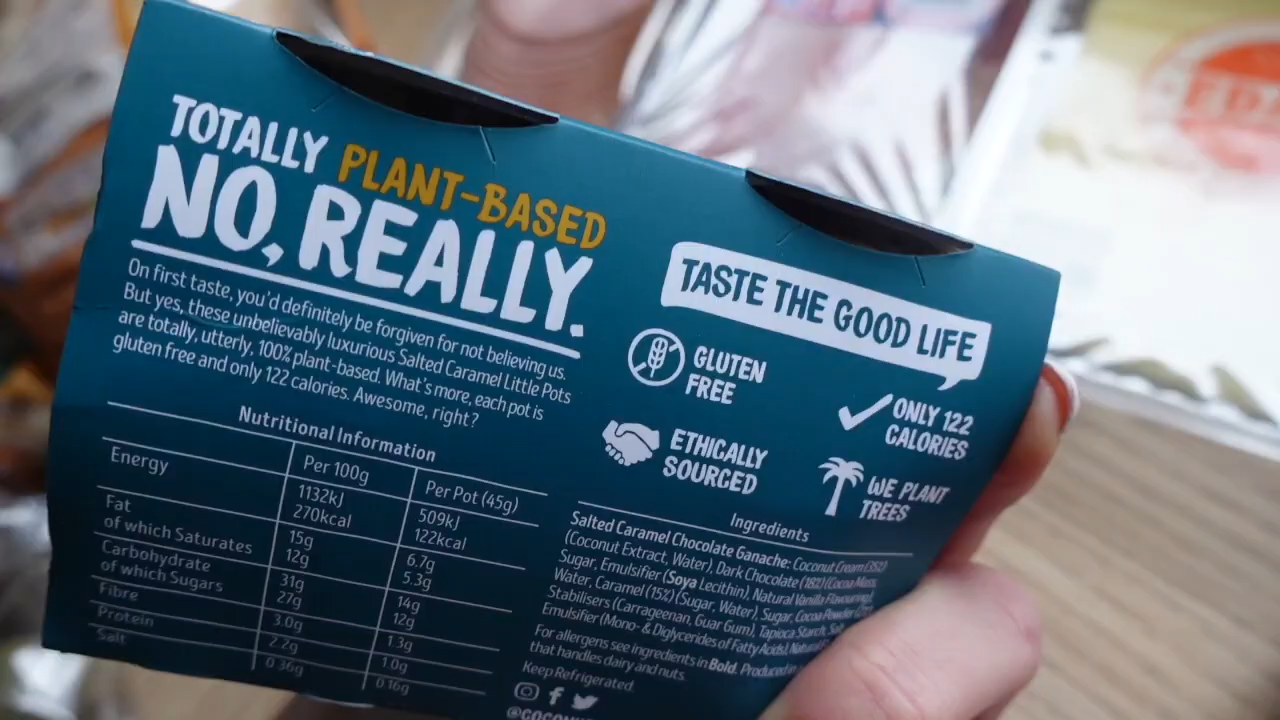 TOTALLY PLANT-BASED
NO, REALLY.
On first taste, you'd definitely be forgiven for not believing us.
But yes, these unbelievably luxurious Salted Caramel Little Pots
are totally, utterly, 100% plant-based. What's more, each pot is
gluten free and only 122 calories. Awesome, right?
Nutritional Information
Per 100g Per Pot (45g)
Energy 1132kJ 509kJ
270kcal 122kcal
Fat 15g 6.7g
of which Saturates 12g 5.3g
Carbohydrate 31g 14g
of which Sugars 27g 12g
Fibre 3.0g 1.3g
Protein 2.2g 1.0g
Salt 0.36g 0.16g
TASTE THE GOOD LIFE
GLUTEN
FREE
ONLY 122
CALORIES
ETHICALLY
SOURCED
WE PLANT
TREES
Ingredients
Salted Caramel Chocolate Ganache: Coconut Cream (35%)
(Coconut Extract, Water), Dark Chocolate (18%) (Cocoa Mass,
Sugar, Emulsifier (Soya Lecithin), Natural Vanilla Flavouring),
Water, Caramel (15%) (Sugar, Water), Sugar, Cocoa Powder
Stabilisers (Carrageenan, Guar Gum), Tapioca Starch, Salt
Emulsifier (Mono- & Diglycerides of Fatty Acids),
For allergens see ingredients in Bold. Produced in
that handles dairy and nuts.
Keep Refrigerated.